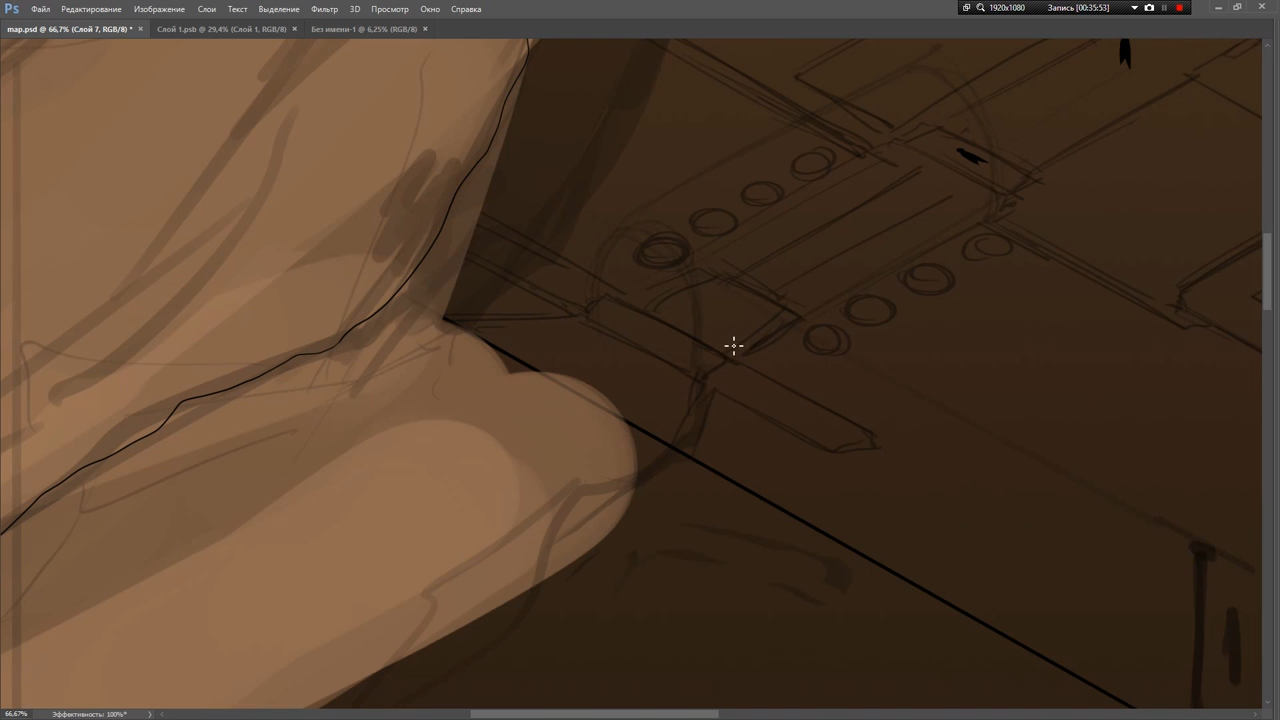 Ps Файл Редактирование Изображение Слои Текст Выделение Фильтр 3D Просмотр Окно Справка 1920x1080 Запись [00:35:53]
map.psd @ 66,7% (Слой 7, RGB/8) * × Слой 1.psb @ 29,4% (Слой 1, RGB/8) × Без имени-1 @ 6,25% (RGB/8) ×
66,67% Эффективность: 100%*